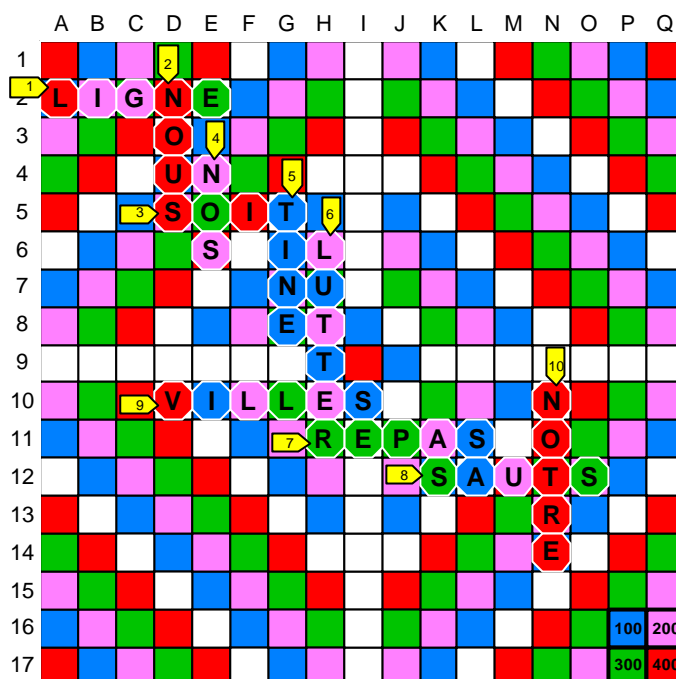 A B C D E F G H I J K L M N O P Q
1 2
1
2 L I G N E
3 O 4
4 U N 5
5 3 S O I T 6
6 S I L
7 N U
8 E T
9 T 10
10 9 V I L L E S N
11 7 R E P A S O
12 8 S A U T S
13 R
14 E
15
16 100 200
17 300 400